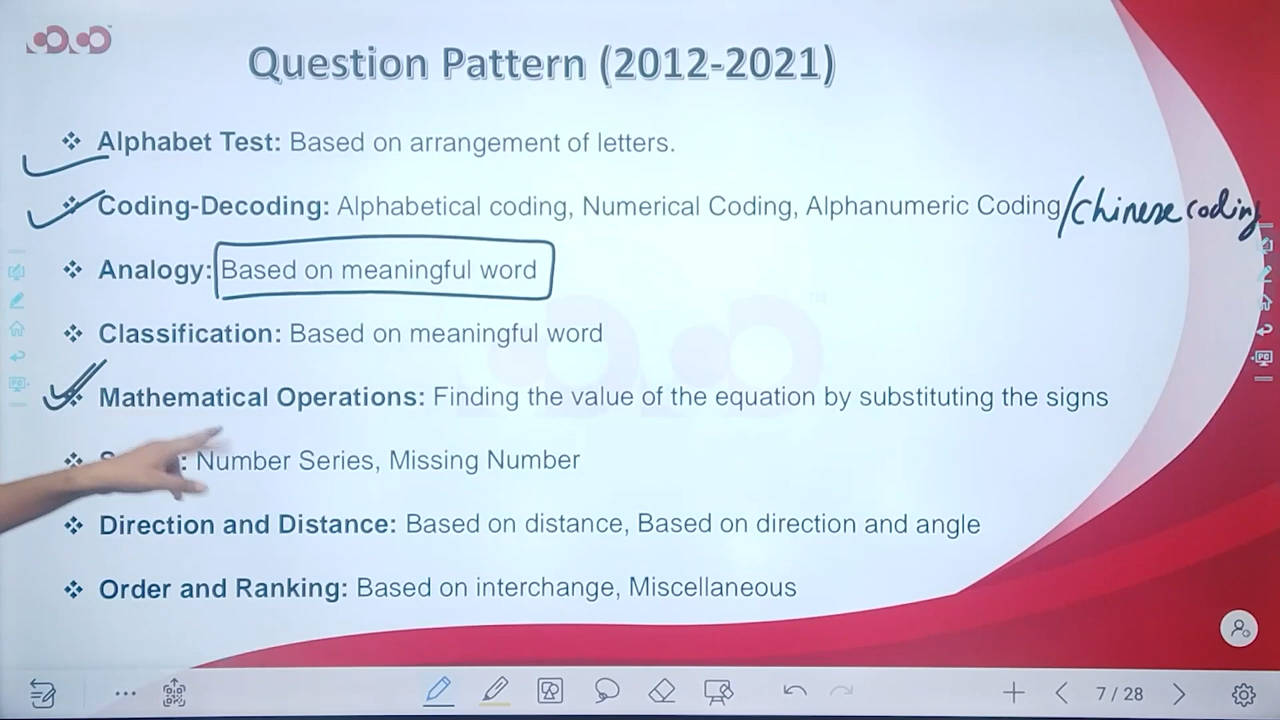 Question Pattern (2012-2021)
❖ Alphabet Test: Based on arrangement of letters.
❖ Coding-Decoding: Alphabetical coding, Numerical Coding, Alphanumeric Coding/Chinese coding
❖ Analogy: Based on meaningful word
❖ Classification: Based on meaningful word
❖ Mathematical Operations: Finding the value of the equation by substituting the signs
❖ : Number Series, Missing Number
❖ Direction and Distance: Based on distance, Based on direction and angle
❖ Order and Ranking: Based on interchange, Miscellaneous
7 / 28